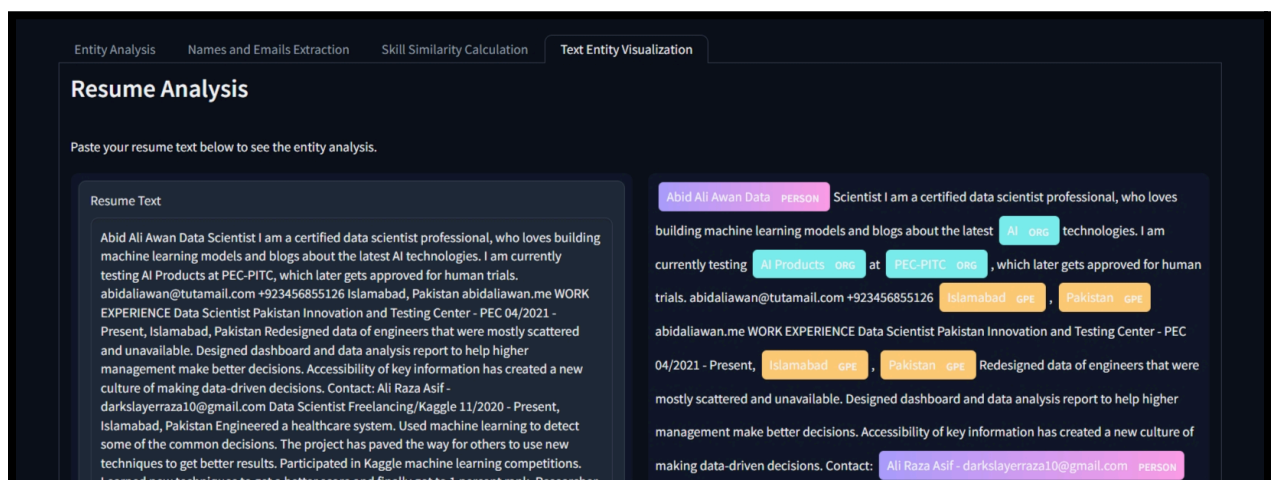 Entity Analysis Names and Emails Extraction Skill Similarity Calculation Text Entity Visualization
Resume Analysis
Paste your resume text below to see the entity analysis.
Resume Text
Abid Ali Awan Data Scientist I am a certified data scientist professional, who loves building
machine learning models and blogs about the latest AI technologies. I am currently
testing AI Products at PEC-PITC, which later gets approved for human trials.
abidaliawan@tutamail.com +923456855126 Islamabad, Pakistan abidaliawan.me WORK
EXPERIENCE Data Scientist Pakistan Innovation and Testing Center - PEC 04/2021 -
Present, Islamabad, Pakistan Redesigned data of engineers that were mostly scattered
and unavailable. Designed dashboard and data analysis report to help higher
management make better decisions. Accessibility of key information has created a new
culture of making data-driven decisions. Contact: Ali Raza Asif -
darkslayerraza10@gmail.com Data Scientist Freelancing/Kaggle 11/2020 - Present,
Islamabad, Pakistan Engineered a healthcare system. Used machine learning to detect
some of the common decisions. The project has paved the way for others to use new
techniques to get better results. Participated in Kaggle machine learning competitions.
Learned new techniques to get a better score and finally got to 1 percent rank. Researcher
Abid Ali Awan Data PERSON Scientist I am a certified data scientist professional, who loves
building machine learning models and blogs about the latest AI ORG technologies. I am
currently testing AI Products ORG at PEC-PITC ORG , which later gets approved for human
trials. abidaliawan@tutamail.com +923456855126 Islamabad GPE , Pakistan GPE
abidaliawan.me WORK EXPERIENCE Data Scientist Pakistan Innovation and Testing Center - PEC
04/2021 - Present, Islamabad GPE , Pakistan GPE Redesigned data of engineers that were
mostly scattered and unavailable. Designed dashboard and data analysis report to help higher
management make better decisions. Accessibility of key information has created a new culture of
making data-driven decisions. Contact: Ali Raza Asif - darkslayerraza10@gmail.com PERSON